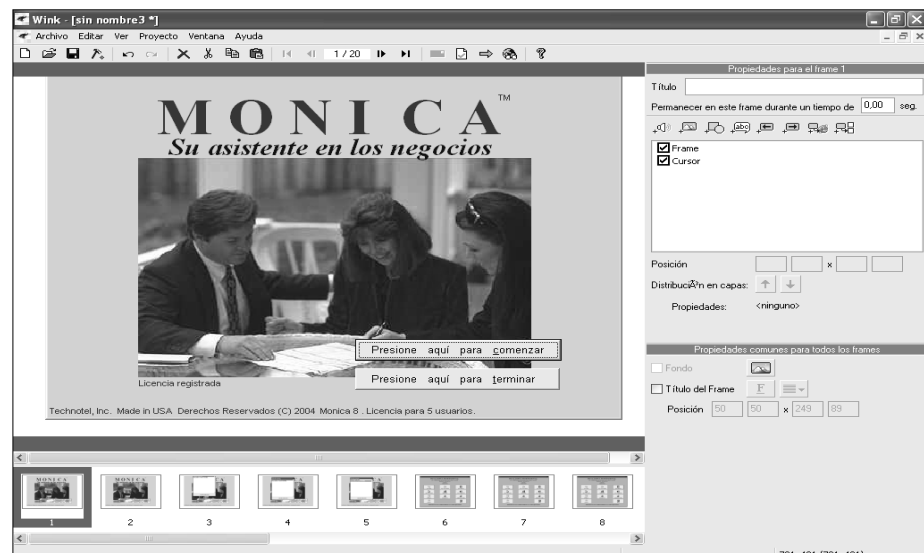 Wink - [sin nombre3 *]
Archivo Editar Ver Proyecto Ventana Ayuda
1 / 20
Propiedades para el frame 1
Título
Permanecer en este frame durante un tiempo de 0,00 seg.
abc
Frame
Cursor
Posición x
DistribuciÃ³n en capas:
Propiedades: <ninguno>
Propiedades comunes para todos los frames
Fondo
Título del Frame F
Posición 50 50 x 249 89
MONICA™
Su asistente en los negocios
Presione aquí para comenzar
Presione aquí para terminar
Licencia registrada
Technotel, Inc. Made in USA Derechos Reservados (C) 2004 Monica 8 . Licencia para 5 usuarios.
MONICA
MONICA
1 2 3 4 5 6 7 8